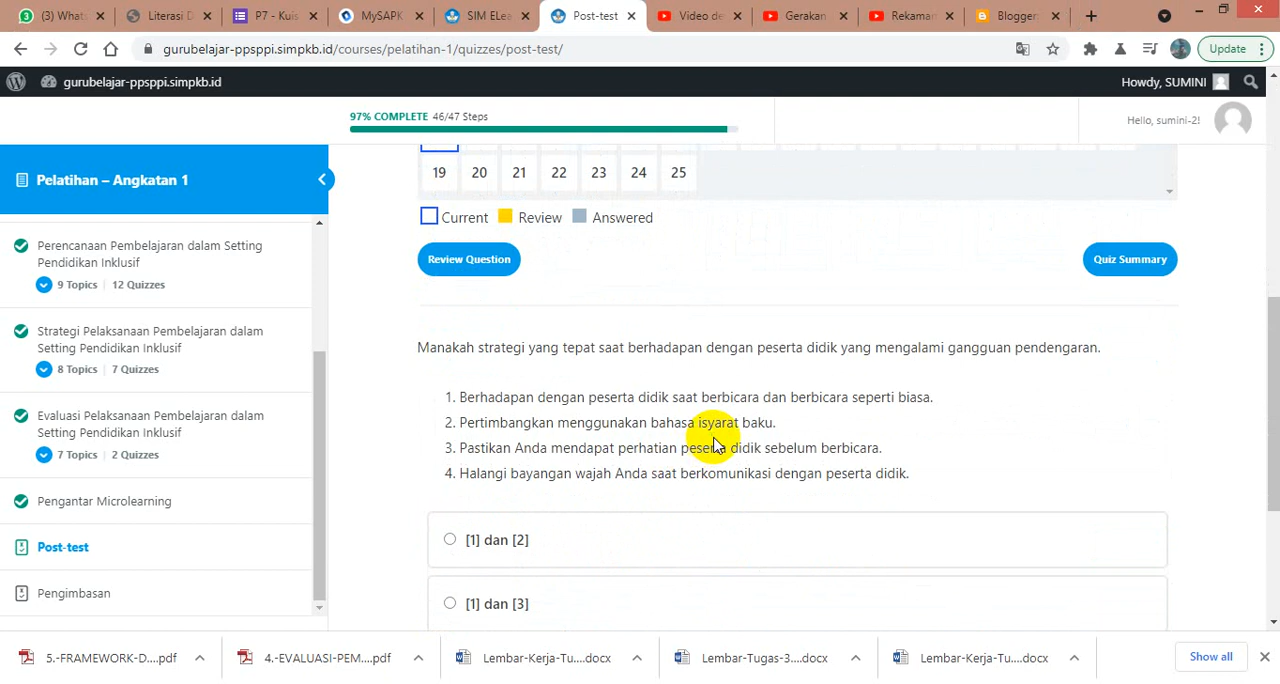 (3) Whats
Literasi D
P7 - Kuis
MySAPK
SIM ELea
Post-test
Video de
Gerakan
Rekaman
Blogger:
gurubelajar-ppsppi.simpkb.id/courses/pelatihan-1/quizzes/post-test/
Update
gurubelajar-ppsppi.simpkb.id
Howdy, SUMINI
97% COMPLETE 46/47 Steps
Hello, sumini-2!
Pelatihan – Angkatan 1
Perencanaan Pembelajaran dalam Setting
Pendidikan Inklusif
9 Topics | 12 Quizzes
Strategi Pelaksanaan Pembelajaran dalam
Setting Pendidikan Inklusif
8 Topics | 7 Quizzes
Evaluasi Pelaksanaan Pembelajaran dalam
Setting Pendidikan Inklusif
7 Topics | 2 Quizzes
Pengantar Microlearning
Post-test
Pengimbasan
19 20 21 22 23 24 25
Current Review Answered
Review Question
Quiz Summary
Manakah strategi yang tepat saat berhadapan dengan peserta didik yang mengalami gangguan pendengaran.
1. Berhadapan dengan peserta didik saat berbicara dan berbicara seperti biasa.
2. Pertimbangkan menggunakan bahasa isyarat baku.
3. Pastikan Anda mendapat perhatian peserta didik sebelum berbicara.
4. Halangi bayangan wajah Anda saat berkomunikasi dengan peserta didik.
[1] dan [2]
[1] dan [3]
5.-FRAMEWORK-D....pdf
4.-EVALUASI-PEM....pdf
Lembar-Kerja-Tu....docx
Lembar-Tugas-3....docx
Lembar-Kerja-Tu....docx
Show all